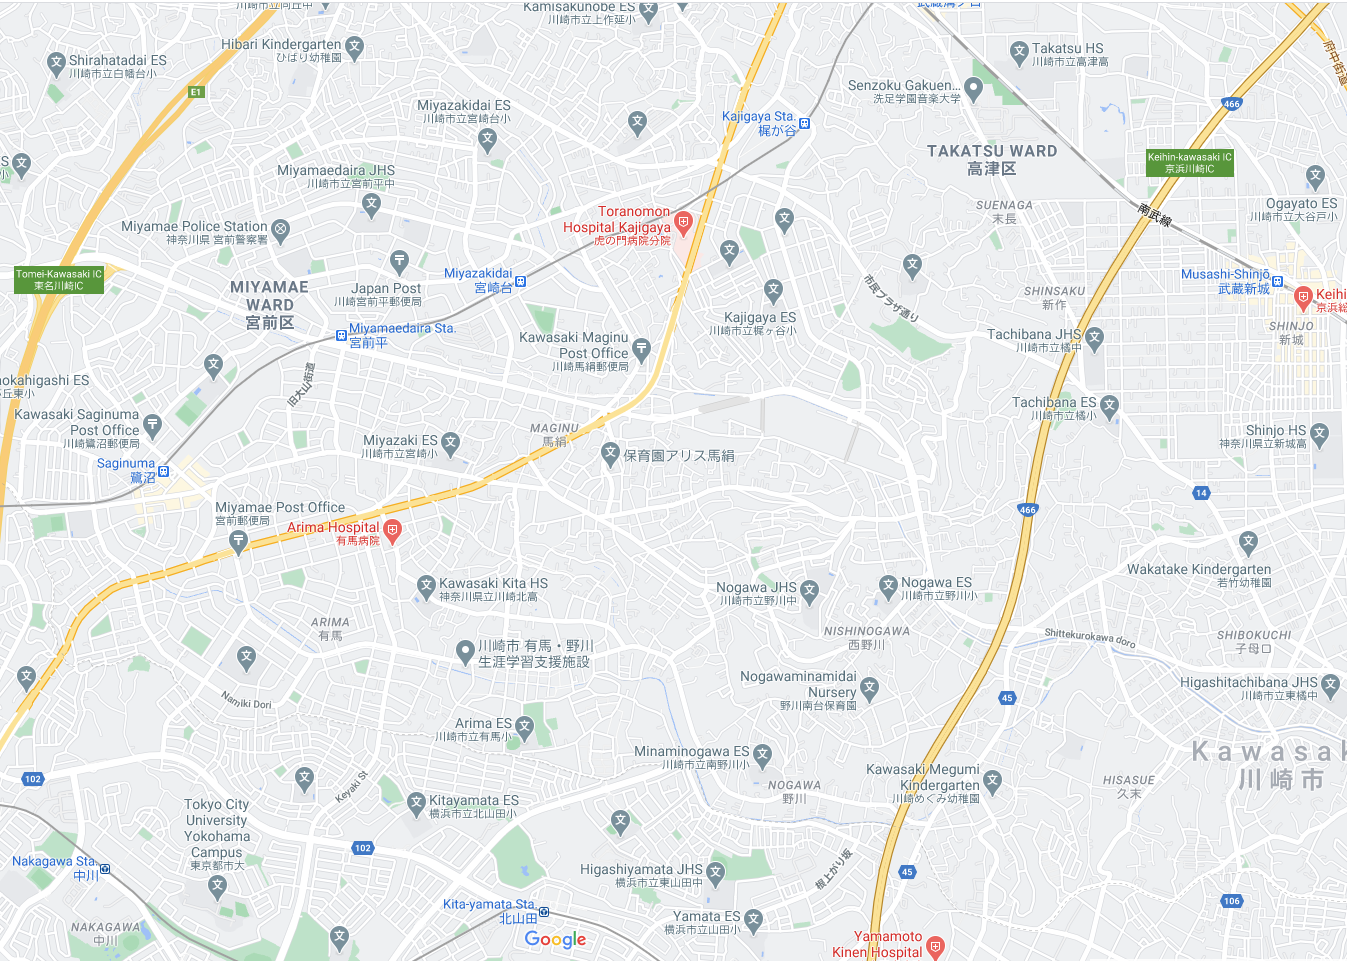 川崎市立向丘中
Kamisakunobe ES
川崎市立上作延小
Hibari Kindergarten
ひばり幼稚園
Takatsu HS
川崎市立高津高
府中街道
Shirahatadai ES
川崎市立白幡台小
E1
Senzoku Gakuen...
洗足学園音楽大学
466
Miyazakidai ES
川崎市立宮崎台小
Kajigaya Sta.
梶が谷
TAKATSU WARD
高津区
Keihin-kawasaki IC
京浜川崎IC
Miyamaedaira JHS
川崎市立宮前平中
Ogayato ES
川崎市立大谷戸小
SUENAGA
末長
南武線
Toranomon
Hospital Kajigaya
虎の門病院分院
Miyamae Police Station
神奈川県 宮前警察署
Tomei-Kawasaki IC
東名川崎IC
MIYAMAE
WARD
宮前区
Japan Post
川崎宮前平郵便局
Miyazakidai
宮崎台
市民プラザ通り
SHINSAKU
新作
Musashi-Shinjō
武蔵新城
Keihi
京浜総
Kajigaya ES
川崎市立梶ヶ谷小
Miyamaedaira Sta.
宮前平
Kawasaki Maginu
Post Office
川崎馬絹郵便局
Tachibana JHS
川崎市立橘中
SHINJO
新城
旧大山街道
okahigashi ES
丘東小
Tachibana ES
川崎市立橘小
Kawasaki Saginuma
Post Office
川崎鷺沼郵便局
MAGINU
馬絹
Miyazaki ES
川崎市立宮崎小
保育園アリス馬絹
Shinjo HS
神奈川県立新城高
Saginuma
鷺沼
14
Miyamae Post Office
宮前郵便局
466
Arima Hospital
有馬病院
Wakatake Kindergarten
若竹幼稚園
Kawasaki Kita HS
神奈川県立川崎北高
Nogawa JHS
川崎市立野川中
Nogawa ES
川崎市立野川小
ARIMA
有馬
NISHINOGAWA
西野川
Shittekurokawa doro
SHIBOKUCHI
子母口
川崎市 有馬・野川
生涯学習支援施設
Nogawaminamidai
Nursery
野川南台保育園
Higashitachibana JHS
川崎市立東橘中
45
Namiki Dori
Arima ES
川崎市立有馬小
Minaminogawa ES
川崎市立南野川小
Kawasak
川崎市
102
Keyaki St
NOGAWA
野川
Kawasaki Megumi
Kindergarten
川崎めぐみ幼稚園
HISASUE
久末
Kitayamata ES
横浜市立北山田小
Tokyo City
University
Yokohama
Campus
東京都市大
102
Nakagawa Sta.
中川
Higashiyamata JHS
横浜市立東山田中
根上がり坂
45
106
Kita-yamata Sta.
北山田
NAKAGAWA
中川
Google
Yamata ES
横浜市立山田小
Yamamoto
Kinen Hospital